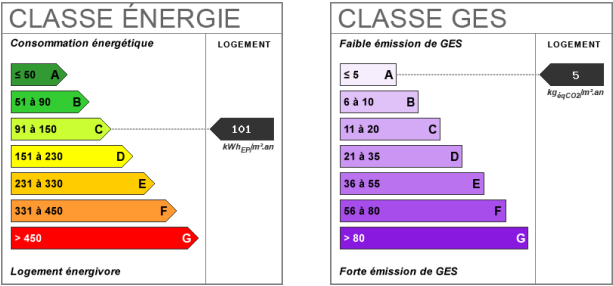 CLASSE ÉNERGIE
Consommation énergétique
LOGEMENT
≤ 50 A
51 à 90 B
91 à 150 C
101
kWhEP/m².an
151 à 230 D
231 à 330 E
331 à 450 F
> 450 G
Logement énergivore
CLASSE GES
Faible émission de GES
LOGEMENT
≤ 5 A
5
kgéqCO2/m².an
6 à 10 B
11 à 20 C
21 à 35 D
36 à 55 E
56 à 80 F
> 80 G
Forte émission de GES